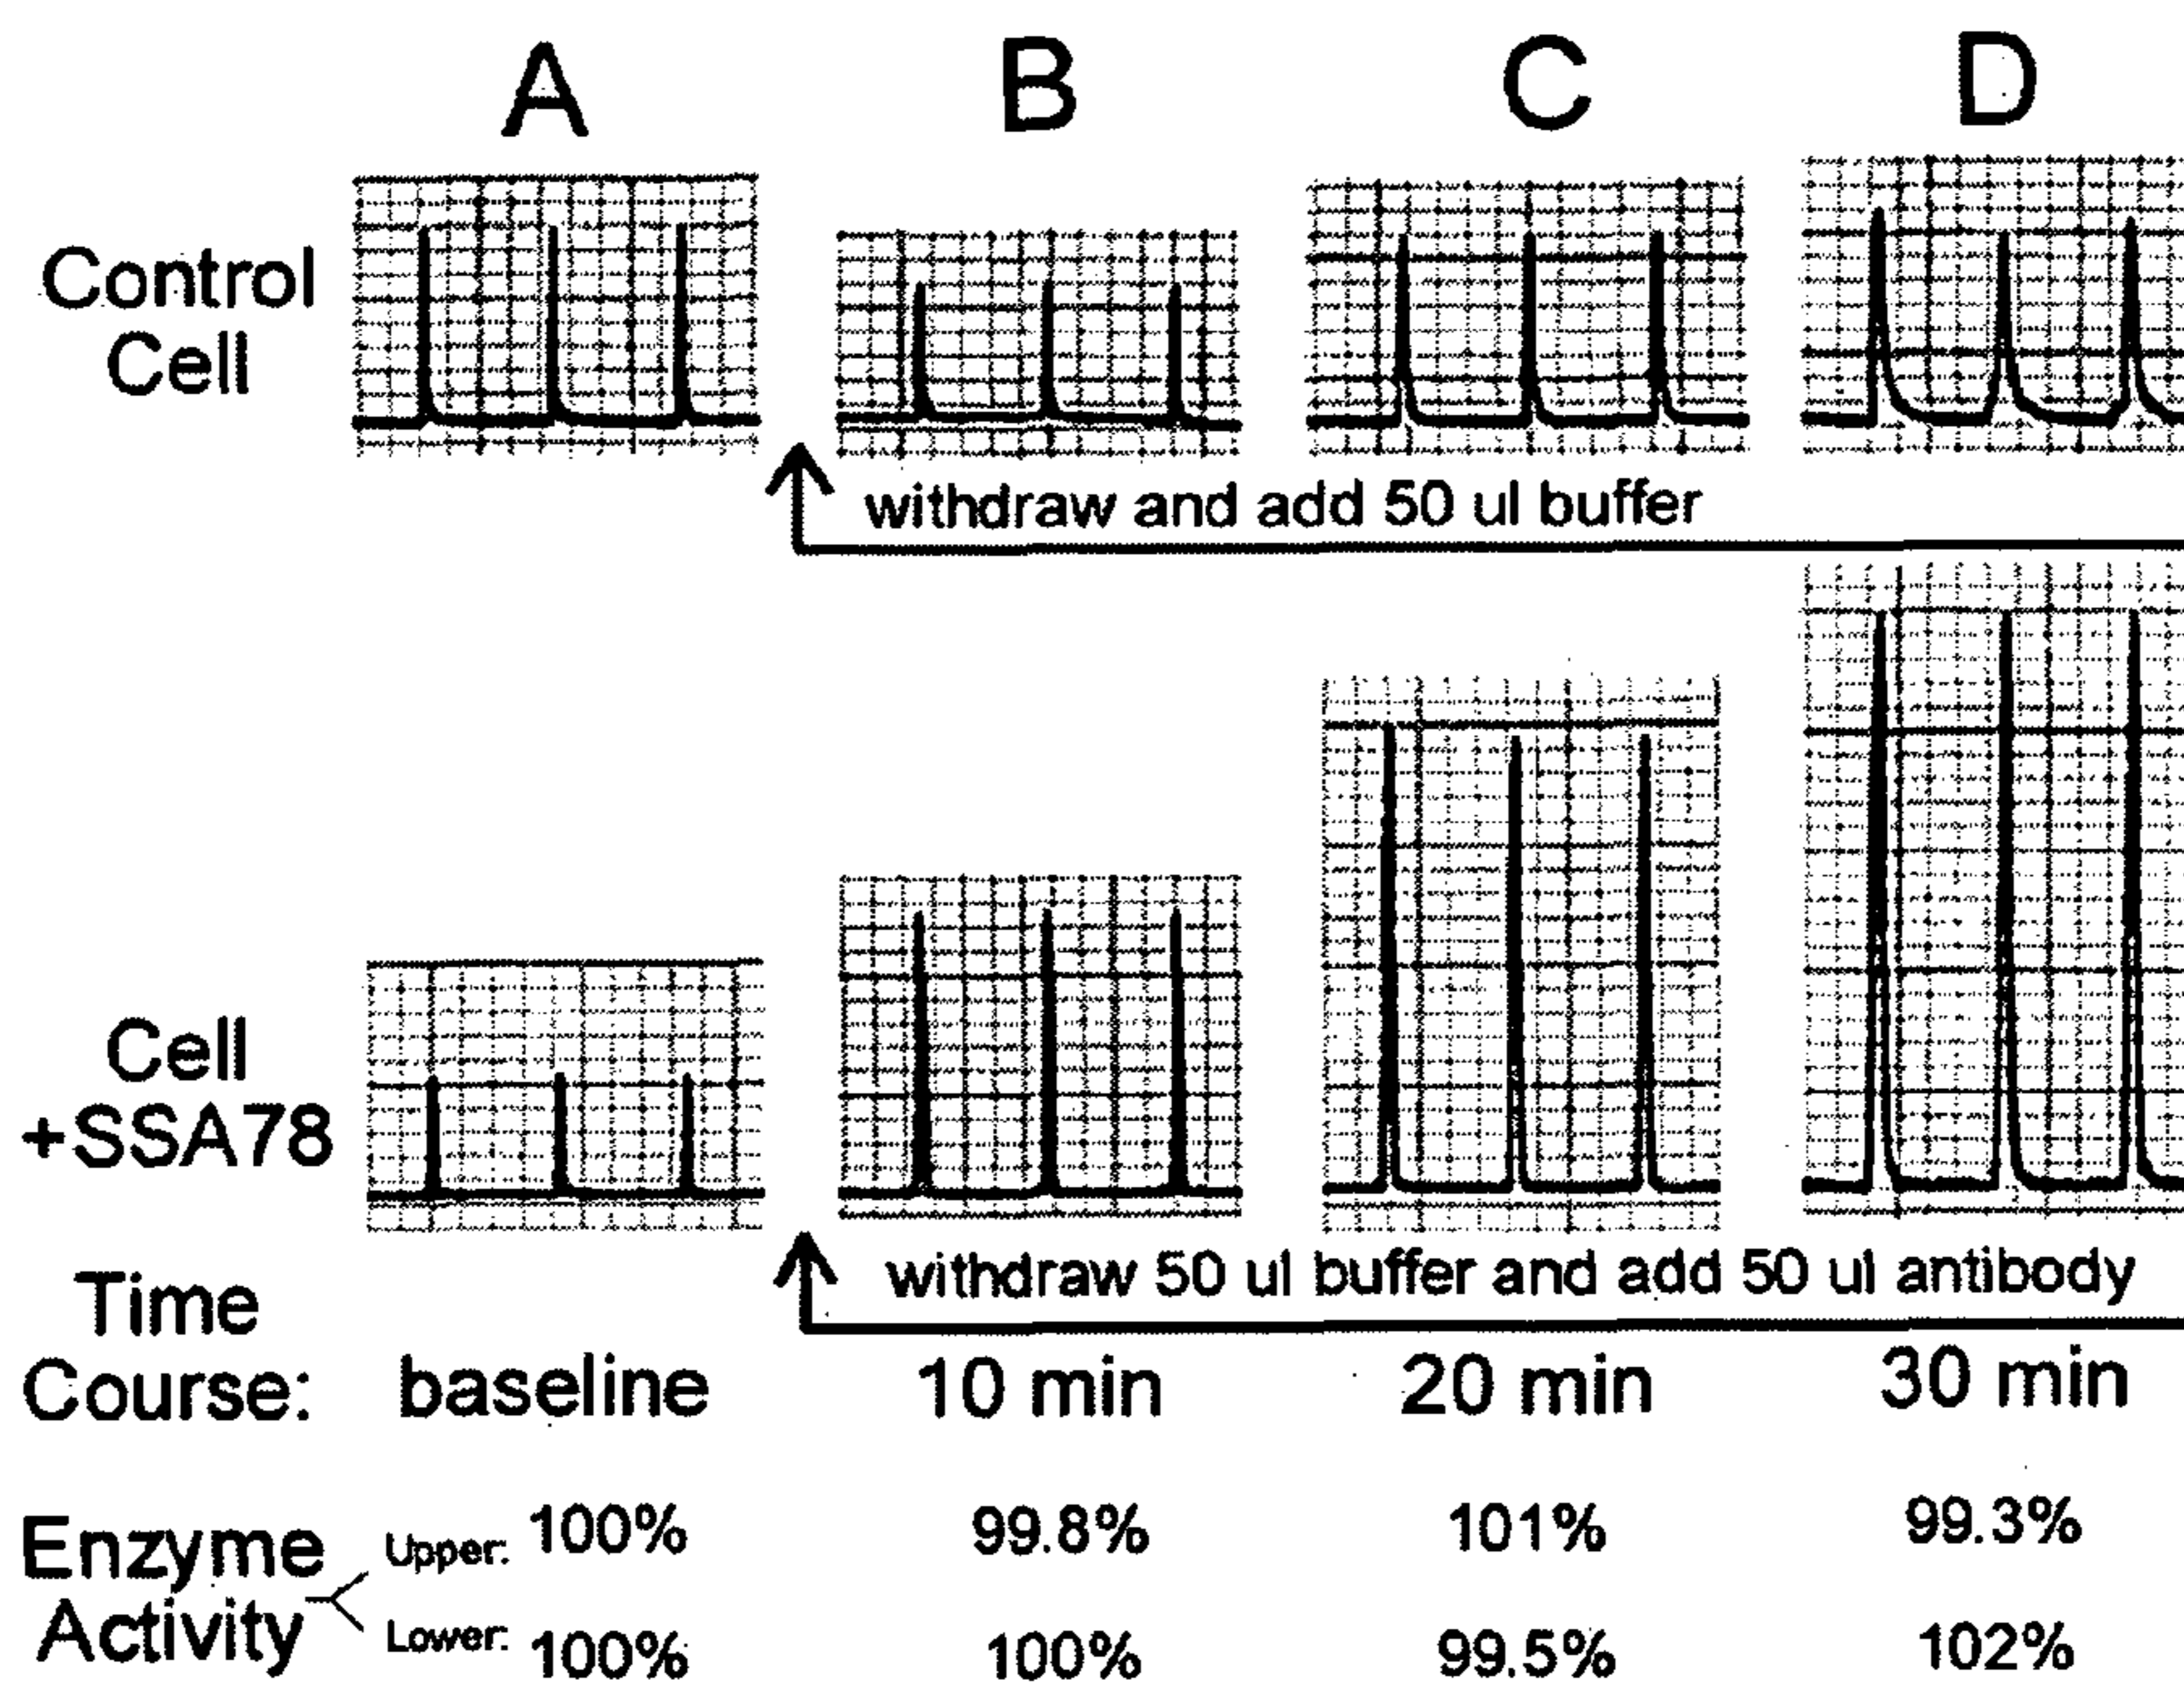 A B C D
Control
Cell
withdraw and add 50 ul buffer
Cell
+SSA78
withdraw 50 ul buffer and add 50 ul antibody
Time
Course: baseline 10 min 20 min 30 min
Enzyme
Activity
Upper: 100% 99.8% 101% 99.3%
Lower: 100% 100% 99.5% 102%